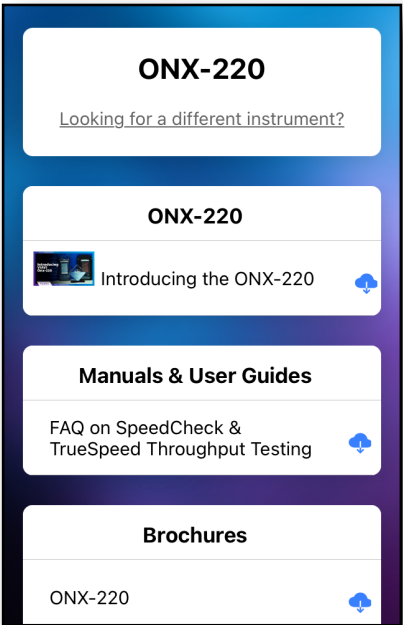 ONX-220
Looking for a different instrument?
ONX-220
Introducing the ONX-220
Manuals & User Guides
FAQ on SpeedCheck &
TrueSpeed Throughput Testing
Brochures
ONX-220